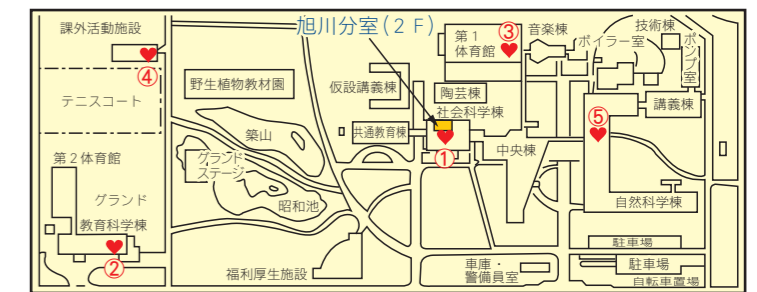 課外活動施設
旭川分室(2F)
第1
体育館
③
音楽棟
技術棟
ボイラー室
ポンプ室
④
野生植物教材園
仮設講義棟
陶芸棟
講義棟
テニスコート
社会科学棟
築山
共通教育棟
⑤
①
中央棟
第2体育館
グランド
ステージ
グランド
昭和池
自然科学棟
教育科学棟
②
駐車場
福利厚生施設
車庫・
警備員室
駐車場
自転車置場